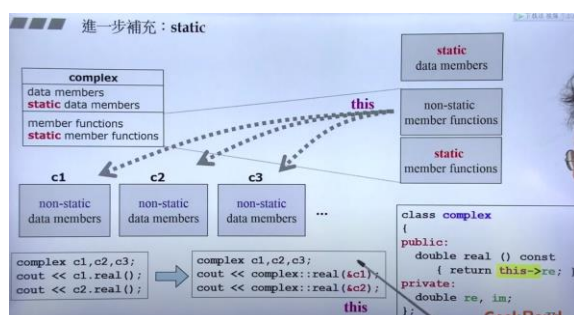 進一步補充：static
complex
data members
static data members
member functions
static member functions
static
data members
this
non-static
member functions
static
member functions
c1
c2
c3
non-static
data members
non-static
data members
non-static
data members
...
complex c1,c2,c3;
cout << c1.real();
cout << c2.real();
complex c1,c2,c3;
cout << complex::real(&c1);
cout << complex::real(&c2);
this
class complex
{
public:
double real () const
{ return this->re; }
private:
double re, im;
};